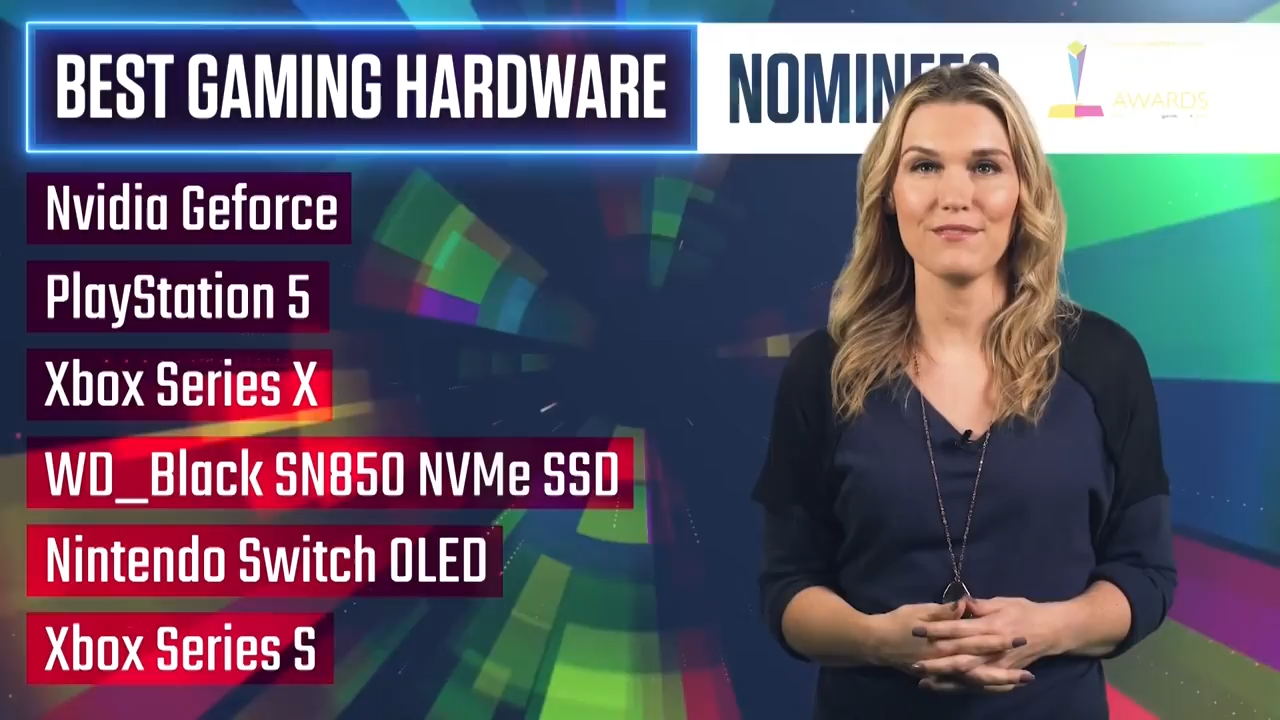 BEST GAMING HARDWARE
NOMINEES
AWARDS
Nvidia Geforce
PlayStation 5
Xbox Series X
WD_Black SN850 NVMe SSD
Nintendo Switch OLED
Xbox Series S